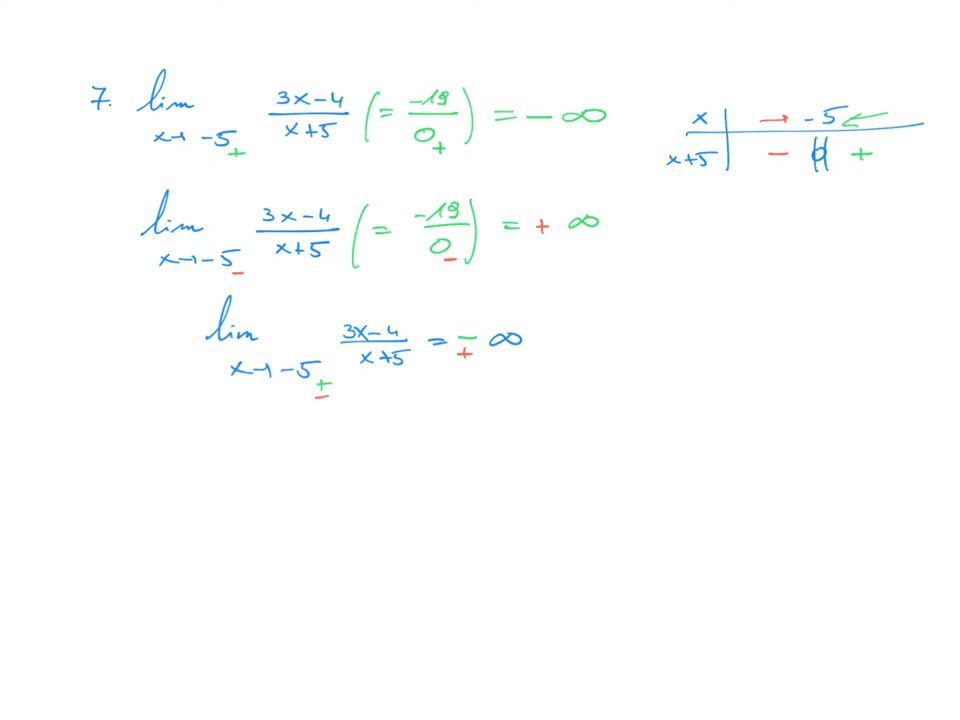 7. lim x→-5+ (3x-4)/(x+5) (= -19/0+) = -∞
x → -5 ←
x+5 - 0 +
lim x→-5- (3x-4)/(x+5) (= -19/0-) = + ∞
lim x→-5± (3x-4)/(x+5) = ∓ ∞